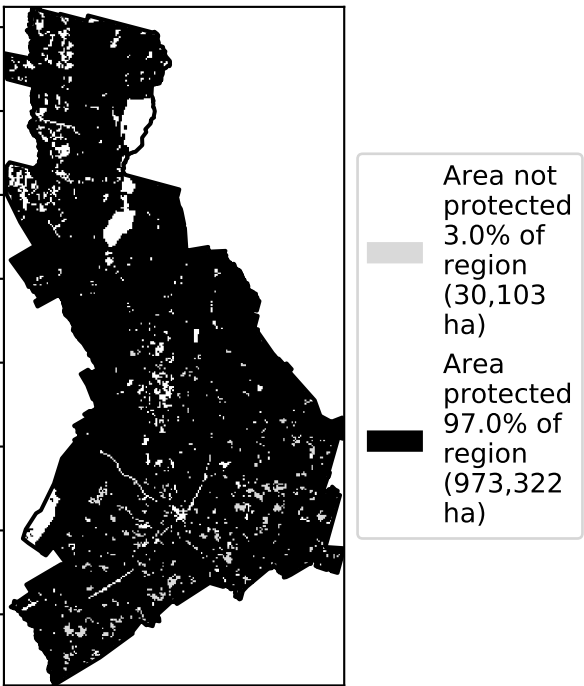 Area not
protected
3.0% of
region
(30,103
ha)
Area
protected
97.0% of
region
(973,322
ha)